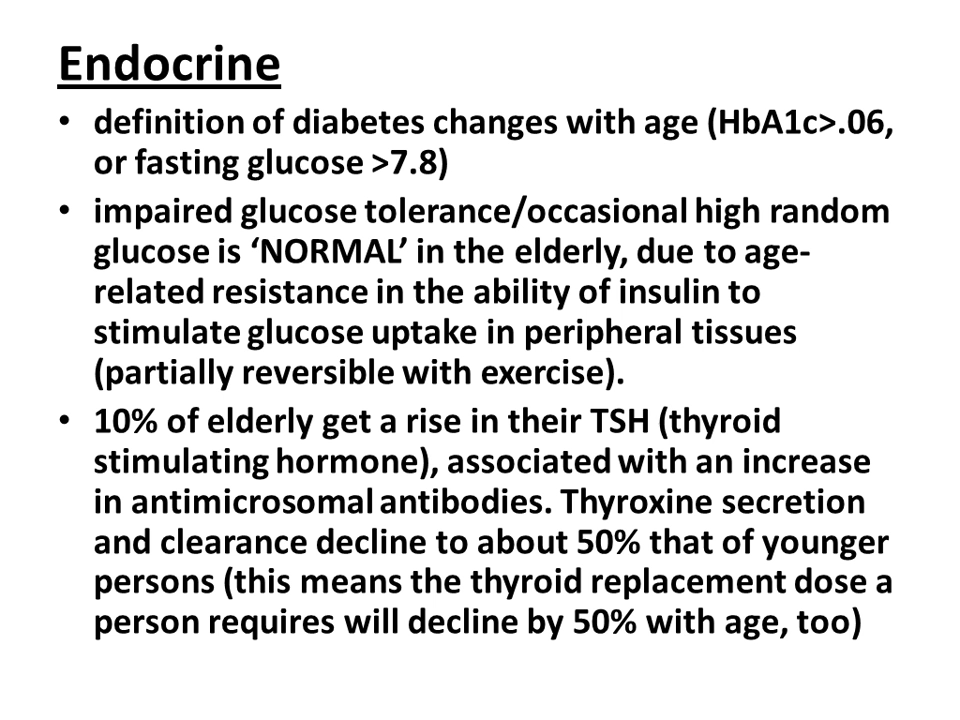 Endocrine
• definition of diabetes changes with age (HbA1c>.06,
or fasting glucose >7.8)
• impaired glucose tolerance/occasional high random
glucose is ‘NORMAL’ in the elderly, due to age-
related resistance in the ability of insulin to
stimulate glucose uptake in peripheral tissues
(partially reversible with exercise).
• 10% of elderly get a rise in their TSH (thyroid
stimulating hormone), associated with an increase
in antimicrosomal antibodies. Thyroxine secretion
and clearance decline to about 50% that of younger
persons (this means the thyroid replacement dose a
person requires will decline by 50% with age, too)